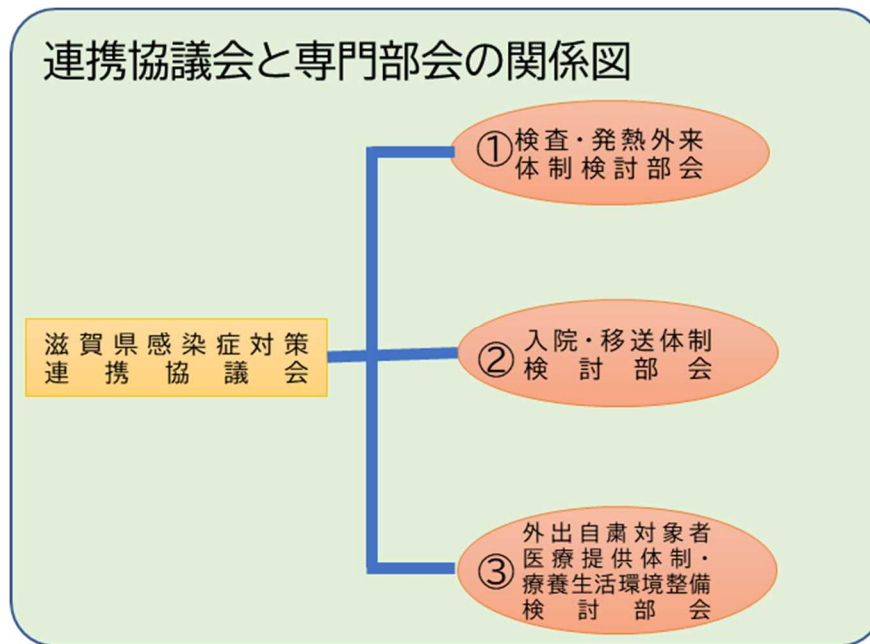 連携協議会と専門部会の関係図
①検査・発熱外来
体制検討部会
滋賀県感染症対策
連携協議会
②入院・移送体制
検討部会
③外出自粛対象者
医療提供体制・
療養生活環境整備
検討部会